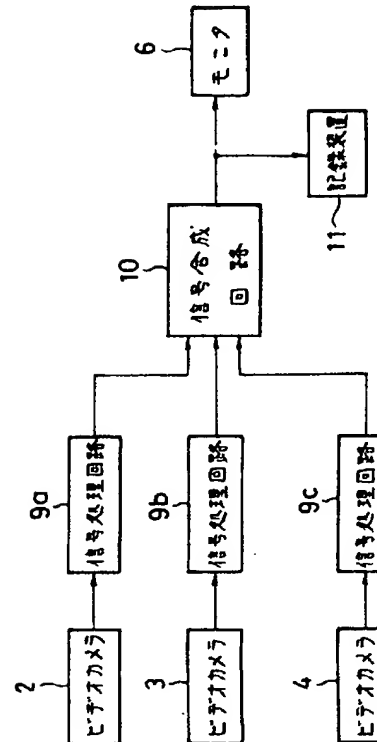 2
ビデオカメラ
9a
信号処理回路
3
ビデオカメラ
9b
信号処理回路
4
ビデオカメラ
9c
信号処理回路
10
信号合成
回路
6
モニタ
11
記録装置